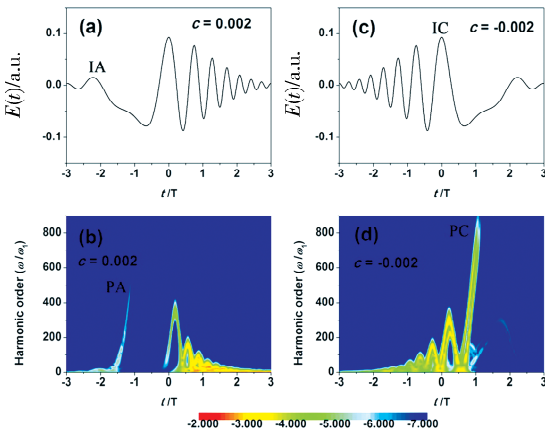 (a)
c = 0.002
IA
E(t)/a.u.
0.1
0.0
-0.1
-3 -2 -1 0 1 2 3
t /T
(c)
IC
c = -0.002
E(t)/a.u.
0.1
0.0
-0.1
-3 -2 -1 0 1 2 3
t /T
(b)
c = 0.002
PA
Harmonic order (ω/ω₁)
800
600
400
200
0
-3 -2 -1 0 1 2 3
t /T
(d)
c = -0.002
PC
Harmonic order (ω/ω₁)
800
600
400
200
0
-3 -2 -1 0 1 2 3
t /T
-2.000 -3.000 -4.000 -5.000 -6.000 -7.000